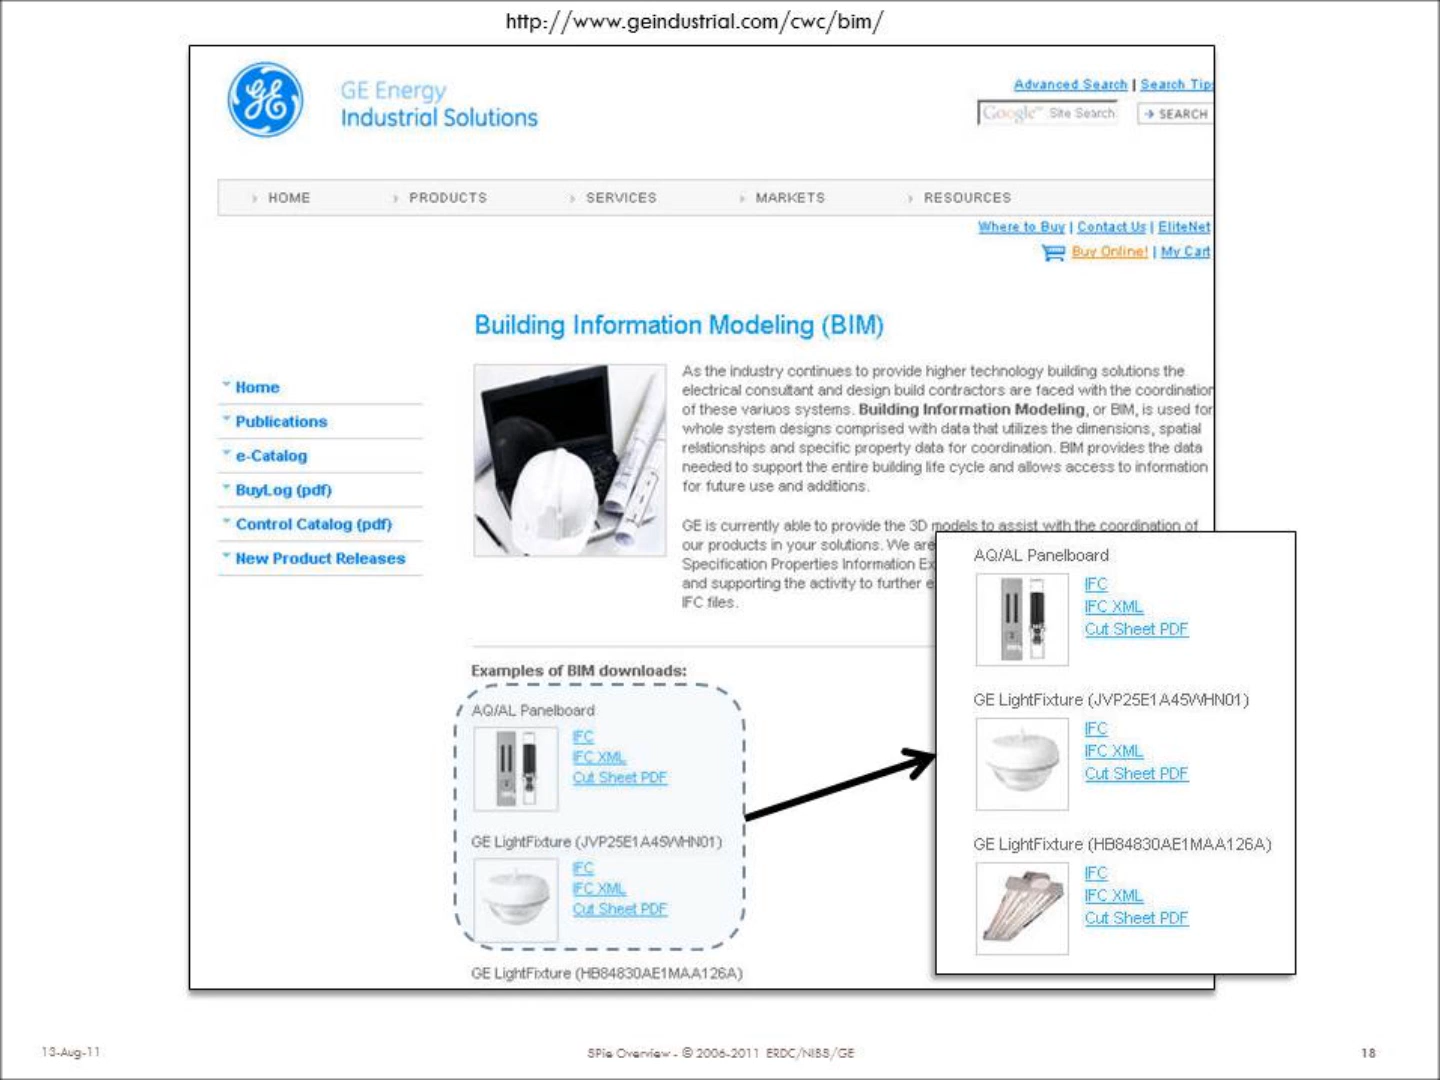 http://www.geindustrial.com/cwc/bim/
GE
GE Energy
Industrial Solutions
Advanced Search | Search Tips
Google™ Site Search
SEARCH
HOME
PRODUCTS
SERVICES
MARKETS
RESOURCES
Where to Buy | Contact Us | EliteNet
Buy Online! | My Cart
Building Information Modeling (BIM)
Home
Publications
e-Catalog
BuyLog (pdf)
Control Catalog (pdf)
New Product Releases
As the industry continues to provide higher technology building solutions the
electrical consultant and design build contractors are faced with the coordination
of these variuos systems. Building Information Modeling, or BIM, is used for
whole system designs comprised with data that utilizes the dimensions, spatial
relationships and specific property data for coordination. BIM provides the data
needed to support the entire building life cycle and allows access to information
for future use and additions.
GE is currently able to provide the 3D models to assist with the coordination of
our products in your solutions. We are
Specification Properties Information Ex
and supporting the activity to further e
IFC files.
Examples of BIM downloads:
AQ/AL Panelboard
IFC
IFC XML
Cut Sheet PDF
GE LightFixture (JVP25E1A45WHN01)
IFC
IFC XML
Cut Sheet PDF
GE LightFixture (HB84830AE1MAA126A)
AQ/AL Panelboard
IFC
IFC XML
Cut Sheet PDF
GE LightFixture (JVP25E1A45WHN01)
IFC
IFC XML
Cut Sheet PDF
GE LightFixture (HB84830AE1MAA126A)
IFC
IFC XML
Cut Sheet PDF
13-Aug-11
SPie Overview - © 2006-2011 ERDC/NIBS/GE
18